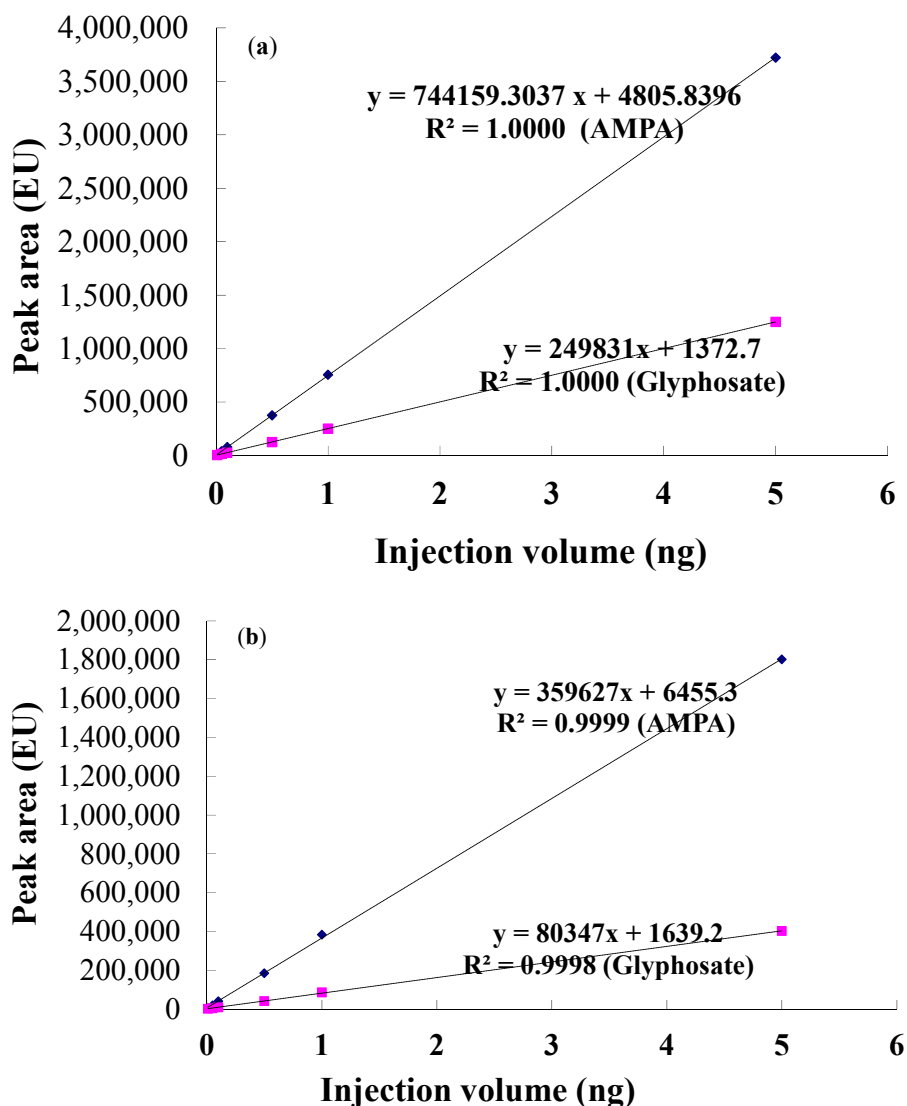 (a)
4,000,000
3,500,000
3,000,000
2,500,000
2,000,000
1,500,000
1,000,000
500,000
0
Peak area (EU)
y = 744159.3037 x + 4805.8396
R² = 1.0000 (AMPA)
y = 249831x + 1372.7
R² = 1.0000 (Glyphosate)
0 1 2 3 4 5 6
Injection volume (ng)
(b)
2,000,000
1,800,000
1,600,000
1,400,000
1,200,000
1,000,000
800,000
600,000
400,000
200,000
0
Peak area (EU)
y = 359627x + 6455.3
R² = 0.9999 (AMPA)
y = 80347x + 1639.2
R² = 0.9998 (Glyphosate)
0 1 2 3 4 5 6
Injection volume (ng)